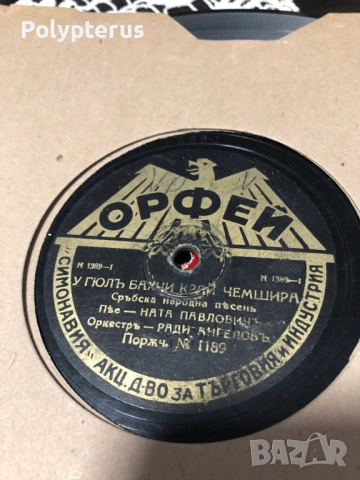 Polypterus
ОРФЕЙ
N 1389-1
N 1389-1
У ГЮЛЪ БАХЧИ КРАЙ ЧЕМШИРА
Сръбска народна пѣсень
Пѣе — НАТА ПАВЛОВИЧЪ
Оркестръ — РАДИ АНГЕЛОВЪ
Поржч. № 1189
"СИМОНАВИЯ" АКЦ. Д-ВО ЗА ТЪРГОВИЯ И ИНДУСТРИЯ
BAZAR